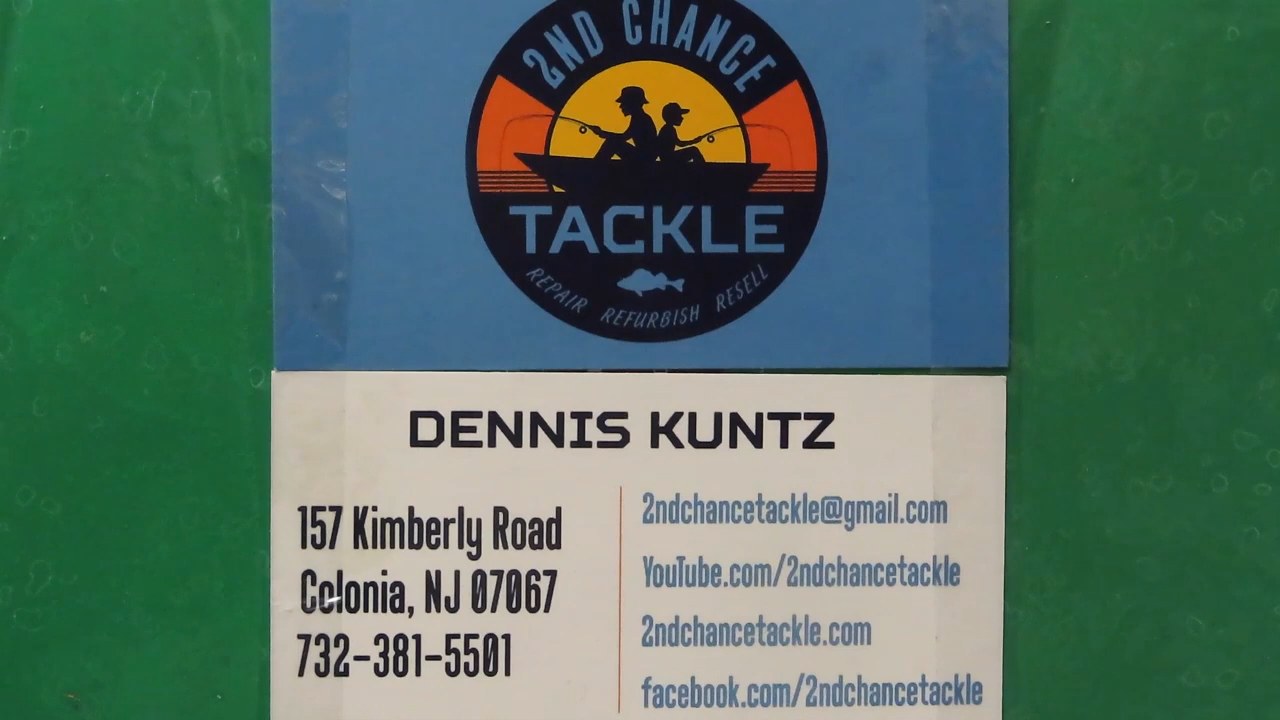 2ND CHANCE
TACKLE
REPAIR REFURBISH RESELL
DENNIS KUNTZ
157 Kimberly Road
Colonia, NJ 07067
732-381-5501
2ndchancetackle@gmail.com
YouTube.com/2ndchancetackle
2ndchancetackle.com
facebook.com/2ndchancetackle